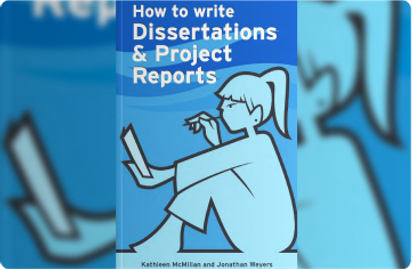 How to write
Dissertations
& Project
Reports
Kathleen McMillan and Jonathan Weyers